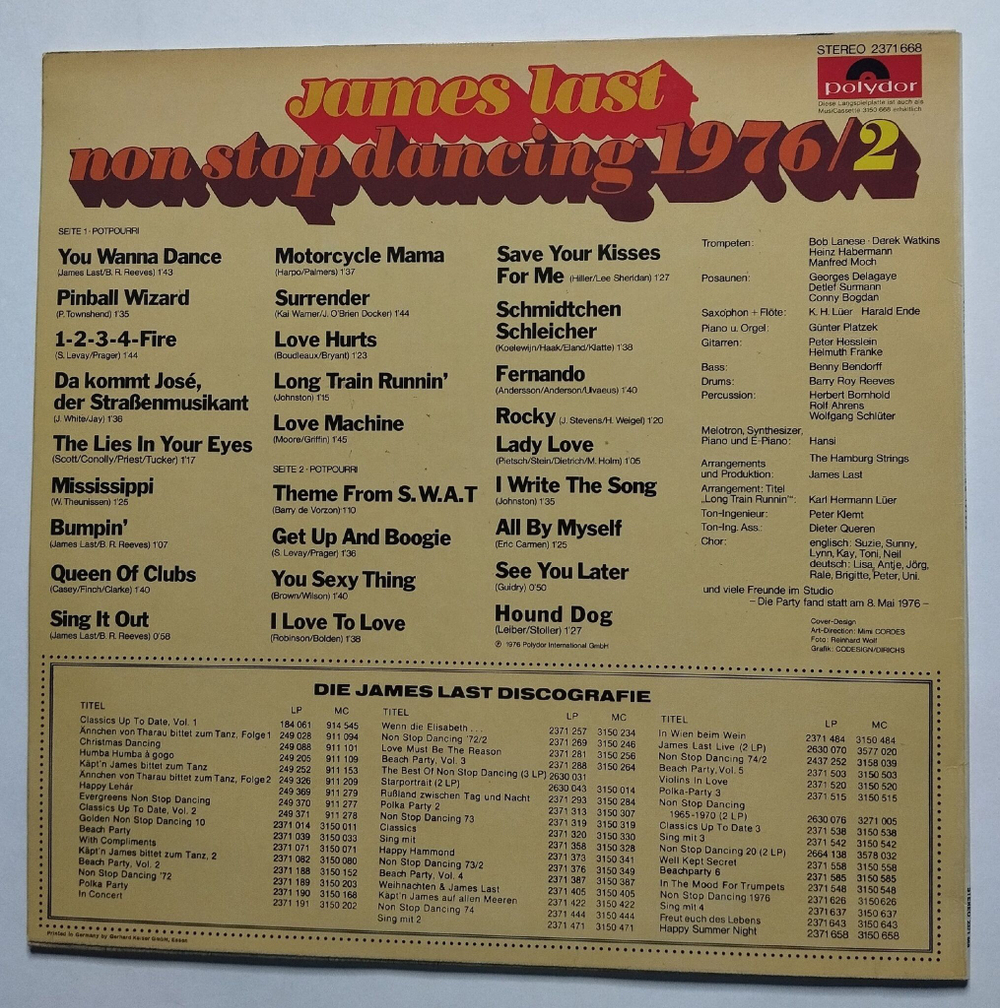 STEREO 2371 668
polydor
Diese Langspielplatte ist auch als
MusiCassette 3150 668 erhältlich
james last
non stop dancing 1976/2
SEITE 1 · POTPOURRI
You Wanna Dance
(James Last/B. R. Reeves) 1'43
Pinball Wizard
(P. Townshend) 1'35
1-2-3-4-Fire
(S. Levay/Prager) 1'44
Da kommt José,
der Straßenmusikant
(J. White/Jay) 1'36
The Lies In Your Eyes
(Scott/Conolly/Priest/Tucker) 1'17
Mississippi
(W. Theunissen) 1'25
Bumpin'
(James Last/B. R. Reeves) 1'07
Queen Of Clubs
(Casey/Finch/Clarke) 1'40
Sing It Out
(James Last/B. R. Reeves) 0'58
Motorcycle Mama
(Harpo/Palmers) 1'37
Surrender
(Kai Warner/J. O'Brien Docker) 1'44
Love Hurts
(Boudleaux/Bryant) 1'23
Long Train Runnin'
(Johnston) 1'15
Love Machine
(Moore/Griffin) 1'45
SEITE 2 · POTPOURRI
Theme From S.W.A.T
(Barry de Vorzon) 1'10
Get Up And Boogie
(S. Levay/Prager) 1'36
You Sexy Thing
(Brown/Wilson) 1'40
I Love To Love
(Robinson/Bolden) 1'38
Save Your Kisses
For Me (Hiller/Lee Sheridan) 1'27
Schmidtchen
Schleicher
(Koelewijn/Haak/Eland/Klatte) 1'38
Fernando
(Andersson/Anderson/Ulvaeus) 1'40
Rocky (J. Stevens/H. Weigel) 1'20
Lady Love
(Pietsch/Stein/Dietrich/M. Holm) 1'05
I Write The Song
(Johnston) 1'35
All By Myself
(Eric Carmen) 1'25
See You Later
(Guidry) 0'50
Hound Dog
(Leiber/Stoller) 1'27
℗ 1976 Polydor International GmbH
Trompeten: Bob Lanese · Derek Watkins
Heinz Habermann
Manfred Moch
Posaunen: Georges Delagaye
Detlef Surmann
Conny Bogdan
Saxophon + Flöte: K. H. Lüer Harald Ende
Piano u. Orgel: Günter Platzek
Gitarren: Peter Hesslein
Helmuth Franke
Bass: Benny Bendorff
Drums: Barry Roy Reeves
Percussion: Herbert Bornhold
Rolf Ahrens
Wolfgang Schlüter
Melotron, Synthesizer,
Piano und E-Piano: Hansi
The Hamburg Strings
Arrangements
und Produktion: James Last
Arrangement: Titel
„Long Train Runnin'": Karl Hermann Lüer
Ton-Ingenieur: Peter Klemt
Ton-Ing. Ass.: Dieter Queren
Chor: englisch: Suzie, Sunny,
Lynn, Kay, Toni, Neil
deutsch: Lisa, Antje, Jörg,
Rale, Brigitte, Peter, Uni.
und viele Freunde im Studio
– Die Party fand statt am 8. Mai 1976 –
Cover-Design
Art-Direction: Mimi CORDES
Foto: Reinhard Wolf
Grafik: CODESIGN/DIRICHS
DIE JAMES LAST DISCOGRAFIE
TITEL LP MC
Classics Up To Date, Vol. 1 184 061 914 545
Ännchen von Tharau bittet zum Tanz, Folge 1 249 028 911 094
Christmas Dancing 249 088 911 101
Humba Humba à gogo 249 205 911 109
Käpt'n James bittet zum Tanz 249 252 911 153
Ännchen von Tharau bittet zum Tanz, Folge 2 249 326 911 209
Happy Lehár 249 369 911 279
Evergreens Non Stop Dancing 249 370 911 277
Classics Up To Date, Vol. 2 249 371 911 278
Golden Non Stop Dancing 10 2371 014 3150 011
Beach Party 2371 039 3150 033
With Compliments 2371 071 3150 071
Käpt'n James bittet zum Tanz, 2 2371 082 3150 080
Beach Party, Vol. 2 2371 188 3150 152
Non Stop Dancing '72 2371 189 3150 203
Polka Party 2371 190 3150 168
In Concert 2371 191 3150 202
TITEL LP MC
Wenn die Elisabeth . . . 2371 257 3150 234
Non Stop Dancing '72/2 2371 269 3150 246
Love Must Be The Reason 2371 281 3150 256
Beach Party, Vol. 3 2371 288 3150 264
The Best Of Non Stop Dancing (3 LP) 2630 031
Starportrait (2 LP) 2630 043 3150 014
Rußland zwischen Tag und Nacht 2371 293 3150 284
Polka Party 2 2371 313 3150 307
Non Stop Dancing 73 2371 319 3150 319
Classics 2371 320 3150 330
Sing mit 2371 358 3150 328
Happy Hammond 2371 373 3150 341
Non Stop Dancing 73/2 2371 376 3150 349
Beach Party, Vol. 4 2371 387 3150 387
Weihnachten & James Last 2371 405 3150 405
Käpt'n James auf allen Meeren 2371 422 3150 422
Non Stop Dancing 74 2371 444 3150 444
Sing mit 2 2371 471 3150 471
TITEL LP MC
In Wien beim Wein 2371 484 3150 484
James Last Live (2 LP) 2630 070 3577 020
Non Stop Dancing 74/2 2437 252 3158 039
Beach Party, Vol. 5 2371 503 3150 503
Violins In Love 2371 520 3150 520
Polka-Party 3 2371 515 3150 515
Non Stop Dancing
1965-1970 (2 LP) 2630 076 3271 005
Classics Up To Date 3 2371 538 3150 538
Sing mit 3 2371 542 3150 542
Non Stop Dancing 20 (2 LP) 2664 138 3578 032
Well Kept Secret 2371 558 3150 558
Beachparty 6 2371 585 3150 585
In The Mood For Trumpets 2371 548 3150 548
Non Stop Dancing 1976 2371 626 3150 626
Sing mit 4 2371 637 3150 637
Freut euch des Lebens 2371 643 3150 643
Happy Summer Night 2371 658 3150 658
Printed in Germany by Gerhard Kaiser GmbH, Essen